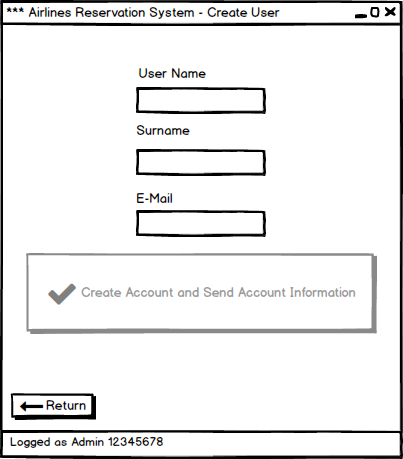 *** Airlines Reservation System - Create User
User Name
Surname
E-Mail
Create Account and Send Account Information
Return
Logged as Admin 12345678